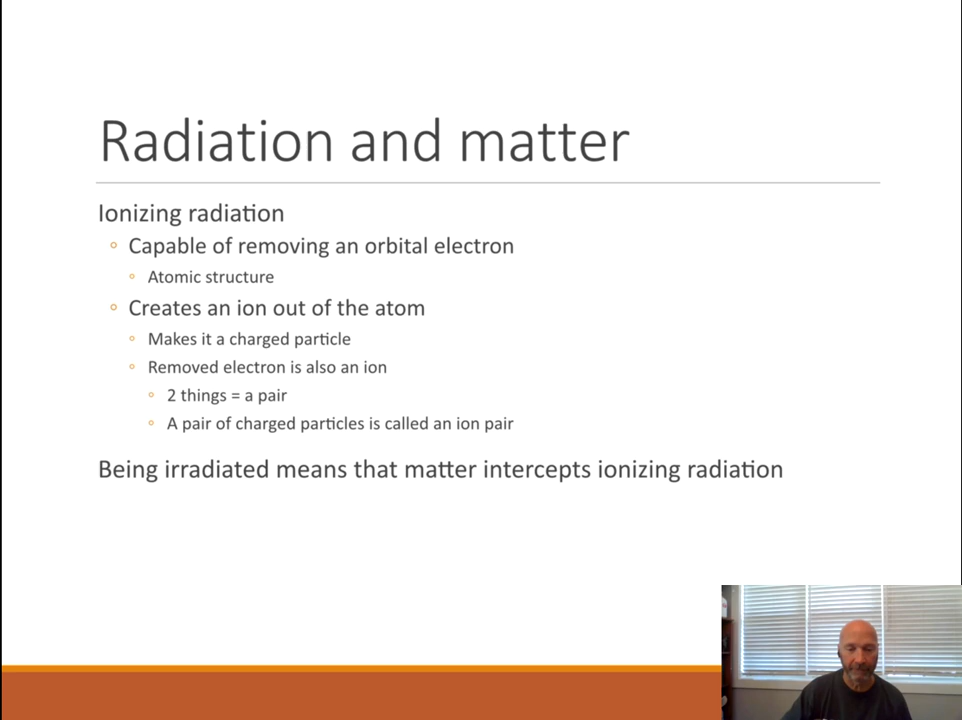 Radiation and matter
Ionizing radiation
Capable of removing an orbital electron
Atomic structure
Creates an ion out of the atom
Makes it a charged particle
Removed electron is also an ion
2 things = a pair
A pair of charged particles is called an ion pair
Being irradiated means that matter intercepts ionizing radiation